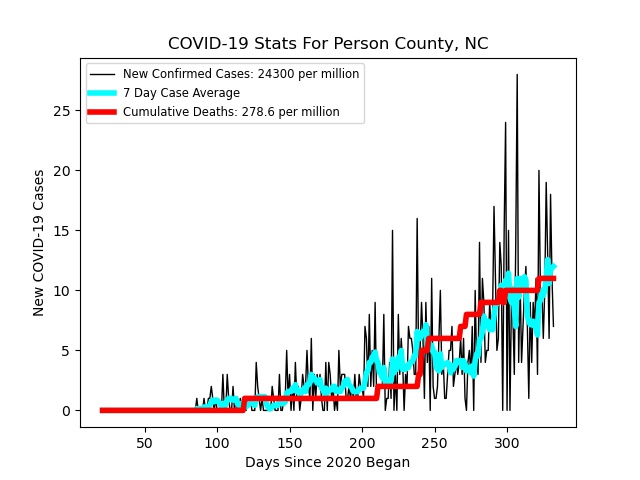 COVID-19 Stats For Person County, NC
New Confirmed Cases: 24300 per million
7 Day Case Average
Cumulative Deaths: 278.6 per million
New COVID-19 Cases
25
20
15
10
5
0
50 100 150 200 250 300
Days Since 2020 Began